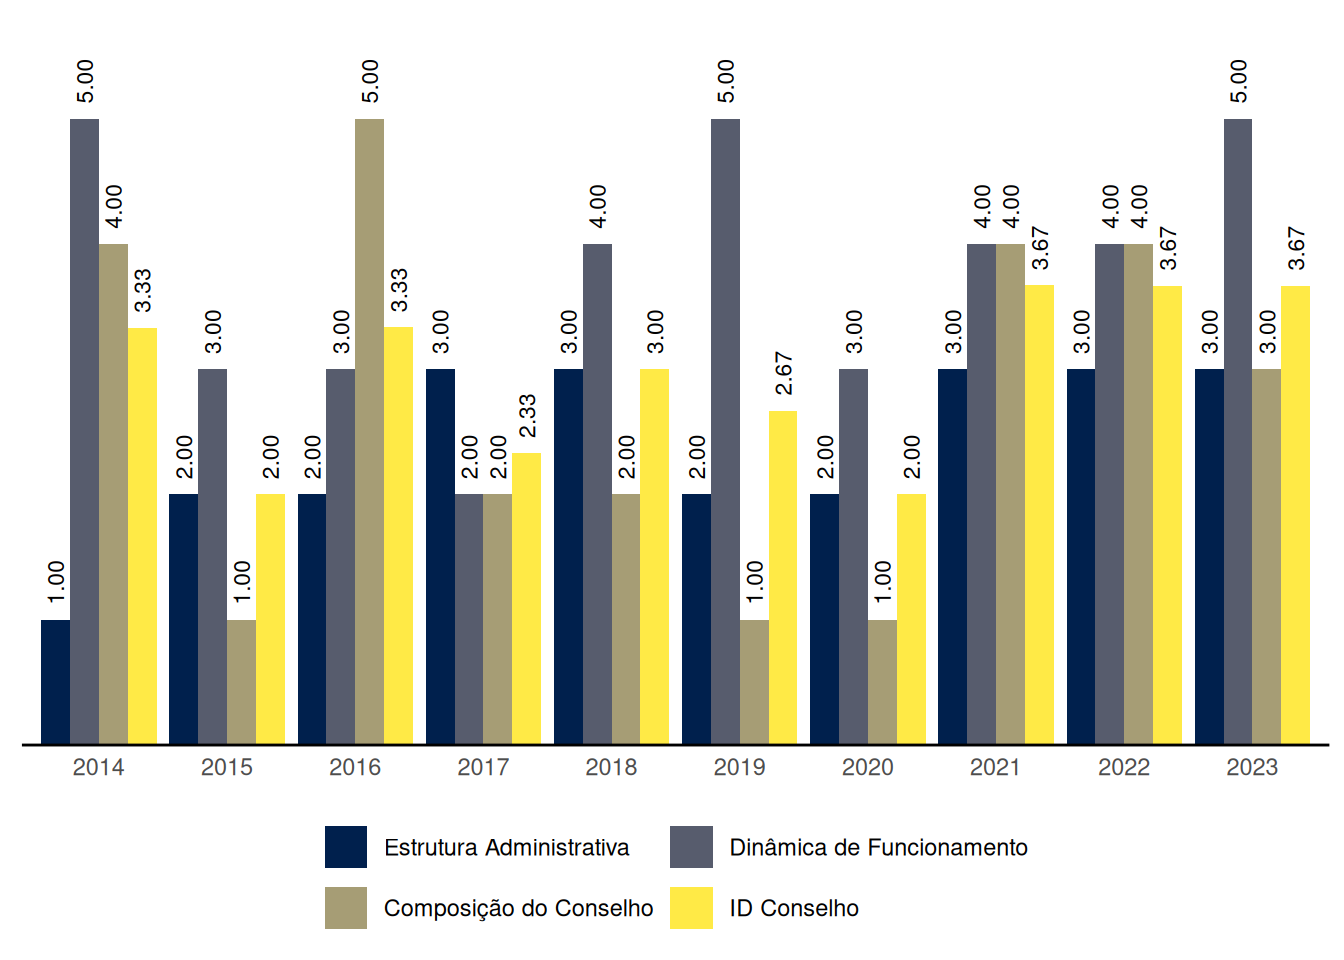 1.00 5.00 4.00 3.33 2.00 3.00 1.00 2.00 2.00 3.00 5.00 3.33 3.00 2.00 2.00 2.33 3.00 4.00 2.00 3.00 2.00 5.00 1.00 2.67 2.00 3.00 1.00 2.00 3.00 4.00 4.00 3.67 3.00 4.00 4.00 3.67 3.00 5.00 3.00 3.67
2014 2015 2016 2017 2018 2019 2020 2021 2022 2023
Estrutura Administrativa Dinâmica de Funcionamento
Composição do Conselho ID Conselho